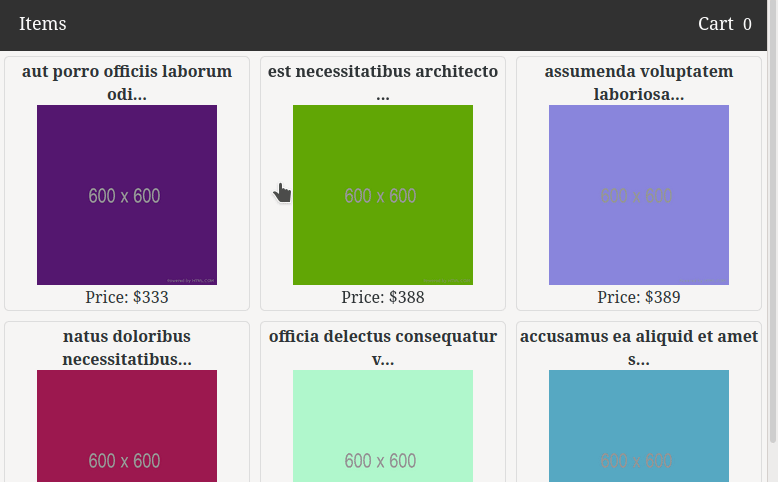 Items
Cart 0
aut porro officiis laborum
odi...
est necessitatibus architecto
...
assumenda voluptatem
laboriosa...
600 x 600
600 x 600
600 x 600
Price: $333
Price: $388
Price: $389
natus doloribus
necessitatibus...
officia delectus consequatur
v...
accusamus ea aliquid et amet
s...
600 x 600
600 x 600
600 x 600